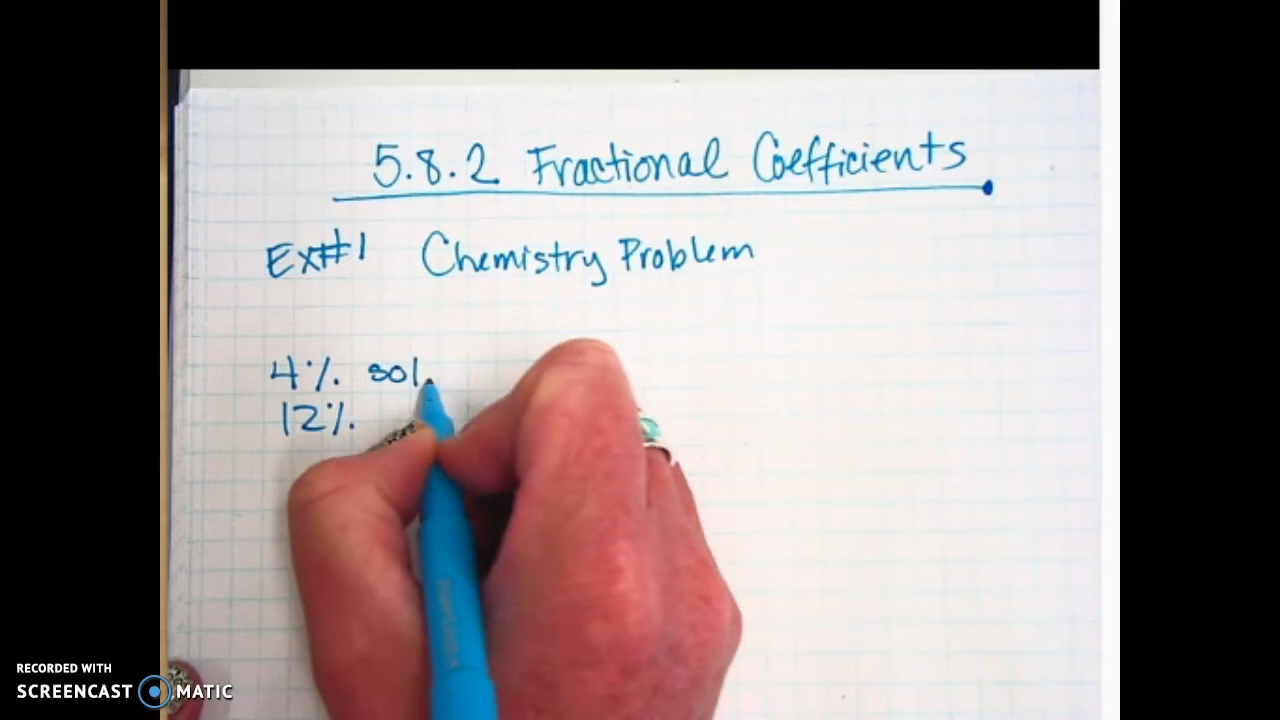 5.8.2 Fractional Coefficients
Ex#1 Chemistry Problem
4% sol
12%.
RECORDED WITH
SCREENCAST MATIC